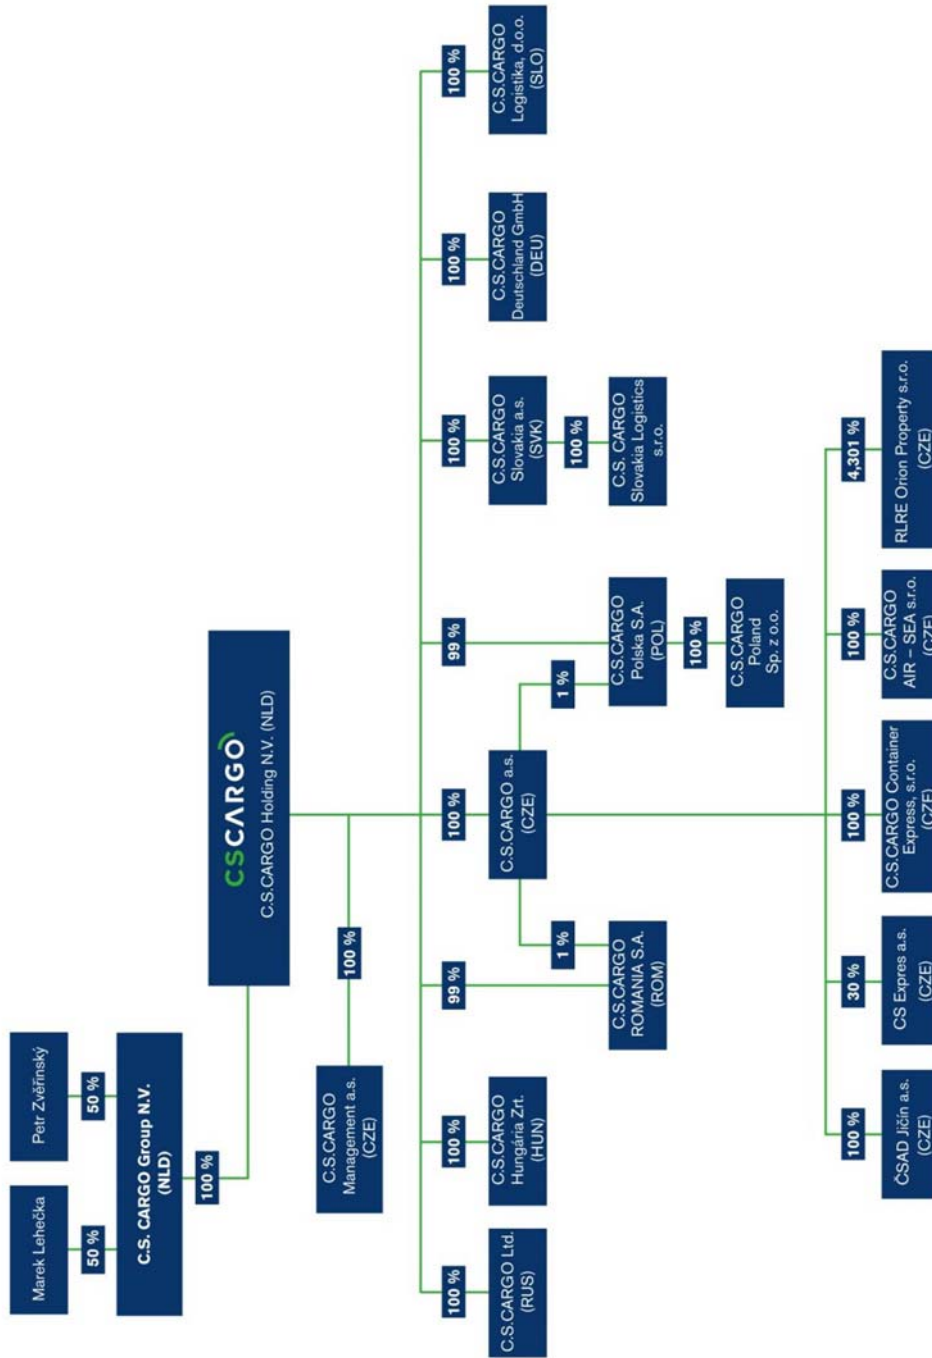 Marek Lehečka
Petr Zvěřinský
50 %
50 %
C.S. CARGO Group N.V.
(NLD)
100 %
CSCARGO
C.S.CARGO Holding N.V. (NLD)
C.S.CARGO
Management a.s.
(CZE)
100 %
100 %
100 %
99 %
100 %
99 %
100 %
100 %
100 %
C.S.CARGO Ltd.
(RUS)
C.S.CARGO
Hungária Zrt.
(HUN)
C.S.CARGO a.s.
(CZE)
C.S.CARGO
Slovakia a.s.
(SVK)
C.S.CARGO
Deutschland GmbH
(DEU)
C.S.CARGO
Logistika, d.o.o.
(SLO)
1 %
1 %
100 %
C.S.CARGO
ROMANIA S.A.
(ROM)
C.S.CARGO
Polska S.A.
(POL)
C.S. CARGO
Slovakia Logistics
s.r.o.
100 %
C.S.CARGO
Poland
Sp. z o.o.
100 %
30 %
100 %
100 %
4,301 %
ČSAD Jičín a.s.
(CZE)
CS Expres a.s.
(CZE)
C.S.CARGO Container
Express, s.r.o.
(CZE)
C.S.CARGO
AIR – SEA s.r.o.
(CZE)
RLRE Orion Property s.r.o.
(CZE)